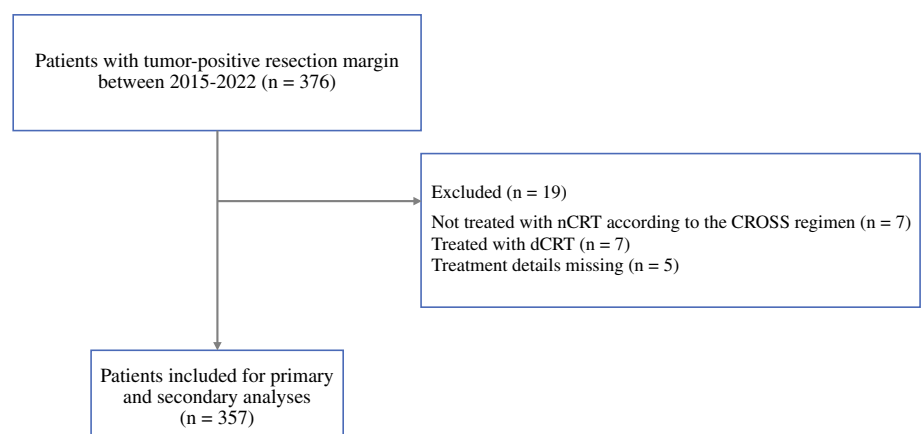 Patients with tumor-positive resection margin
between 2015-2022 (n = 376)
Excluded (n = 19)
Not treated with nCRT according to the CROSS regimen (n = 7)
Treated with dCRT (n = 7)
Treatment details missing (n = 5)
Patients included for primary
and secondary analyses
(n = 357)